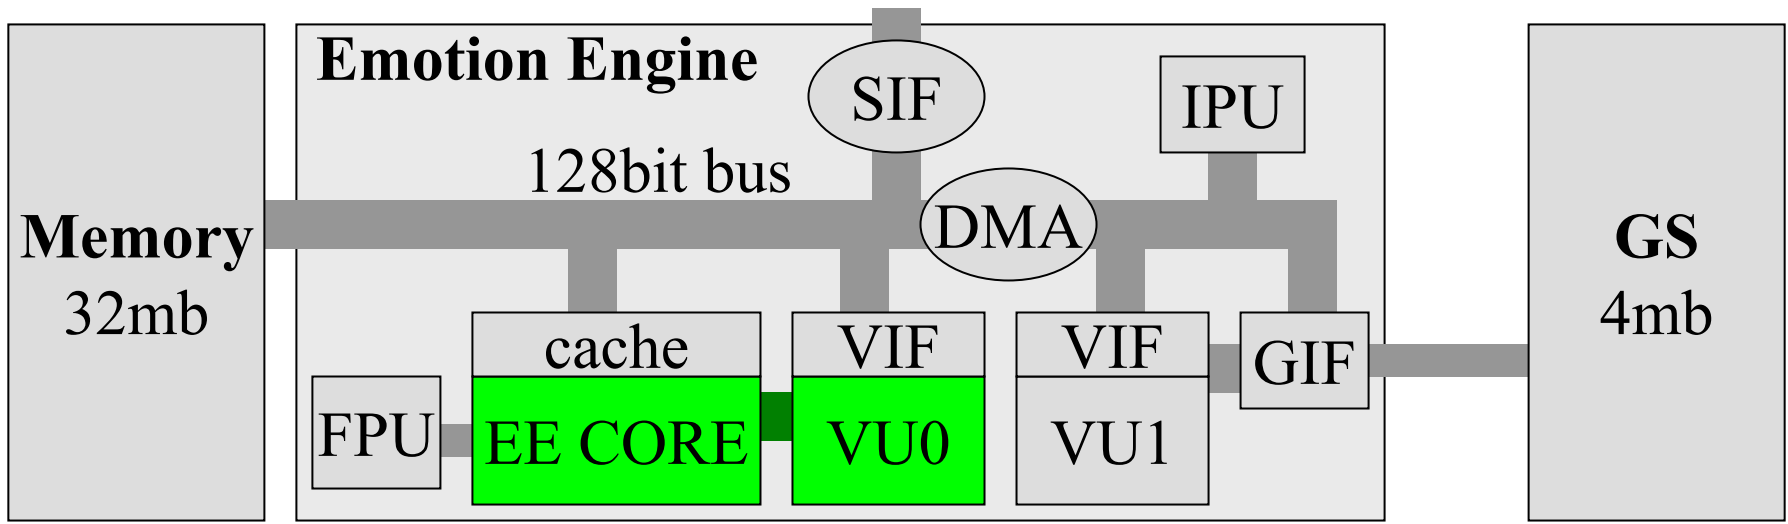 Emotion Engine
SIF
IPU
128bit bus
DMA
Memory
32mb
GS
4mb
cache
VIF
VIF
GIF
FPU
EE CORE
VU0
VU1